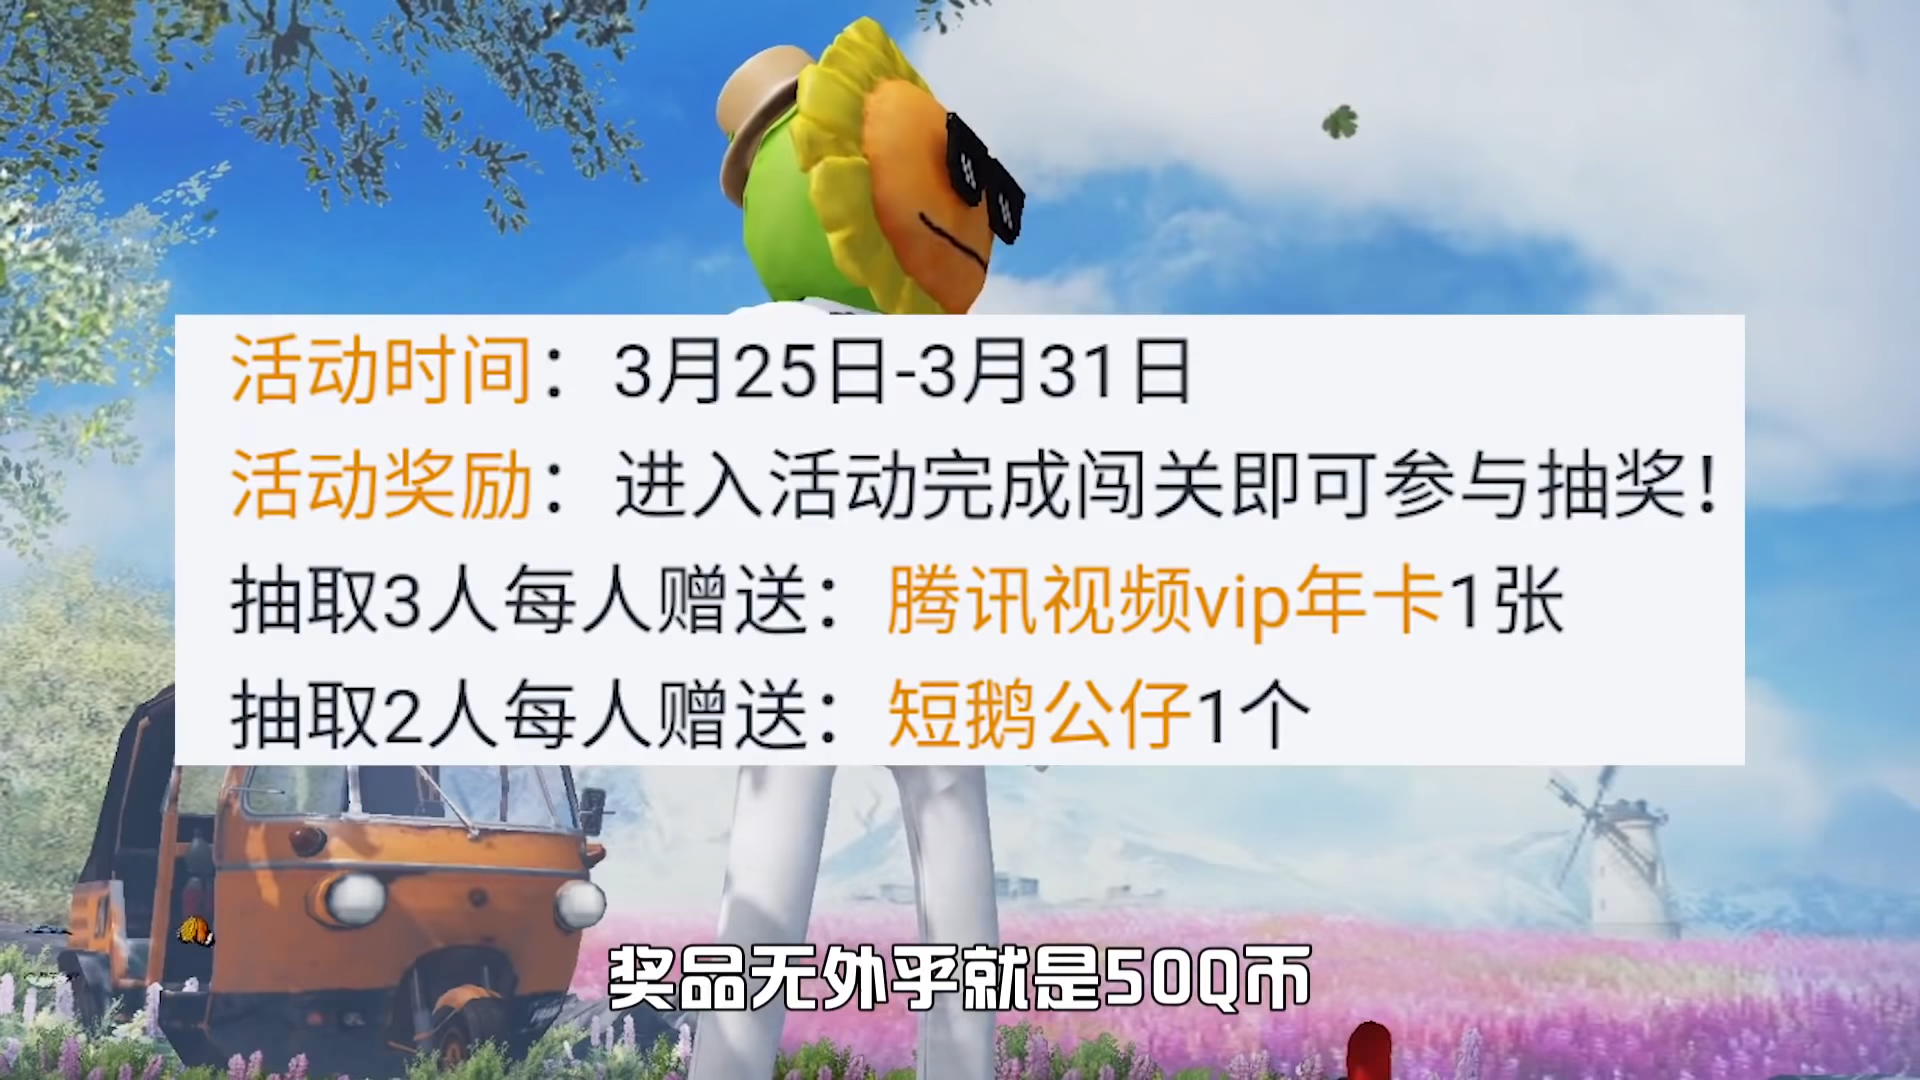 活动时间：3月25日-3月31日
活动奖励：进入活动完成闯关即可参与抽奖！
抽取3人每人赠送：腾讯视频vip年卡1张
抽取2人每人赠送：短鹅公仔1个
奖品无外乎就是50Q币